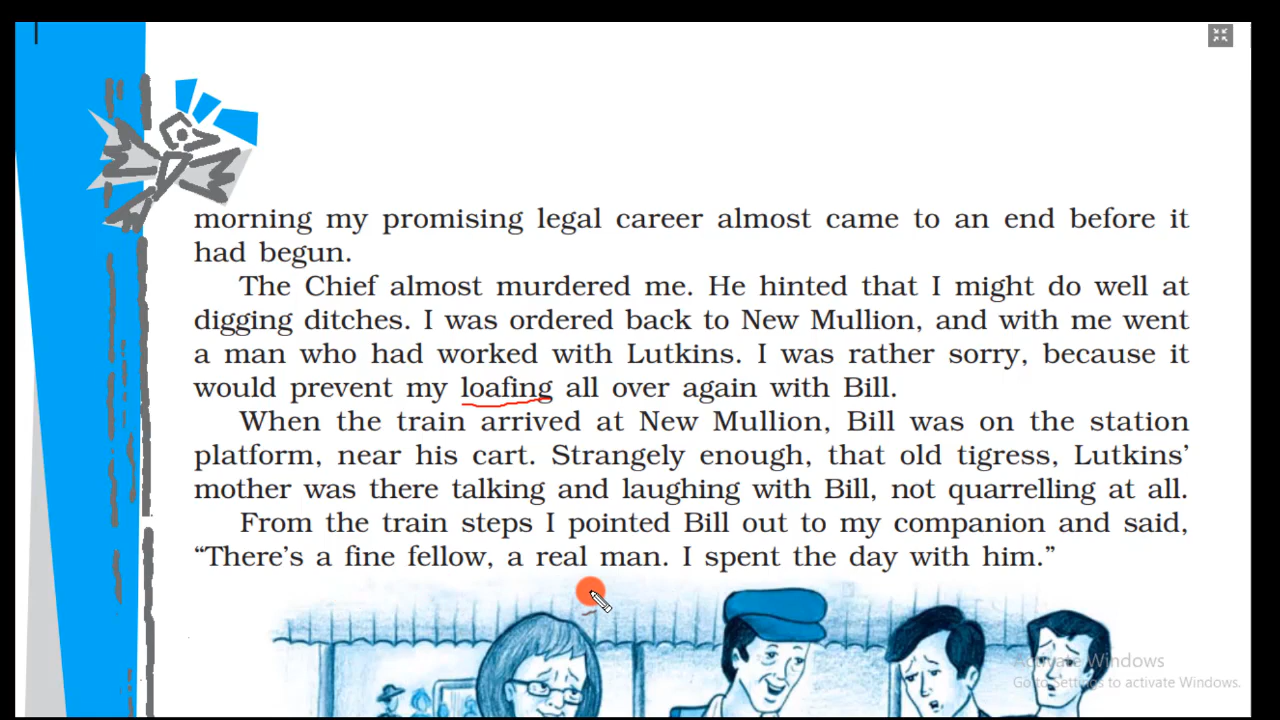 morning my promising legal career almost came to an end before it
had begun.
The Chief almost murdered me. He hinted that I might do well at
digging ditches. I was ordered back to New Mullion, and with me went
a man who had worked with Lutkins. I was rather sorry, because it
would prevent my loafing all over again with Bill.
When the train arrived at New Mullion, Bill was on the station
platform, near his cart. Strangely enough, that old tigress, Lutkins’
mother was there talking and laughing with Bill, not quarrelling at all.
From the train steps I pointed Bill out to my companion and said,
“There’s a fine fellow, a real man. I spent the day with him.”
Activate Windows
Go to Settings to activate Windows.